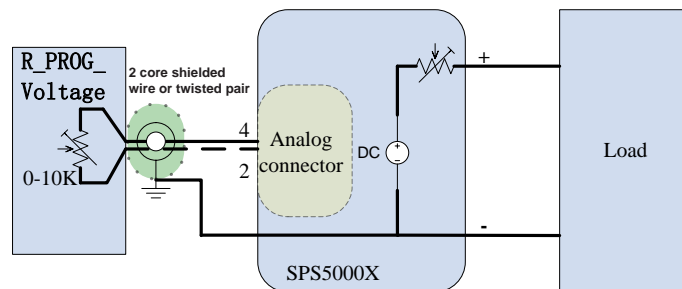 R_PROG_
Voltage
0-10K
2 core shielded
wire or twisted pair
4
2
Analog
connector
DC
+
-
+
-
SPS5000X
Load